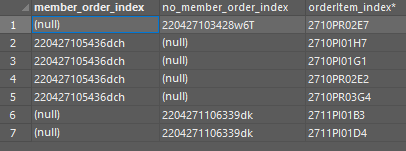 member_order_index no_member_order_index orderItem_index*
1 (null) 220427103428w6T 2710PR02E7
2 220427105436dch (null) 2710PI01H7
3 220427105436dch (null) 2710PI01G1
4 220427105436dch (null) 2710PR02E2
5 220427105436dch (null) 2710PR03G4
6 (null) 2204271106339dk 2711PI01B3
7 (null) 2204271106339dk 2711PI01D4